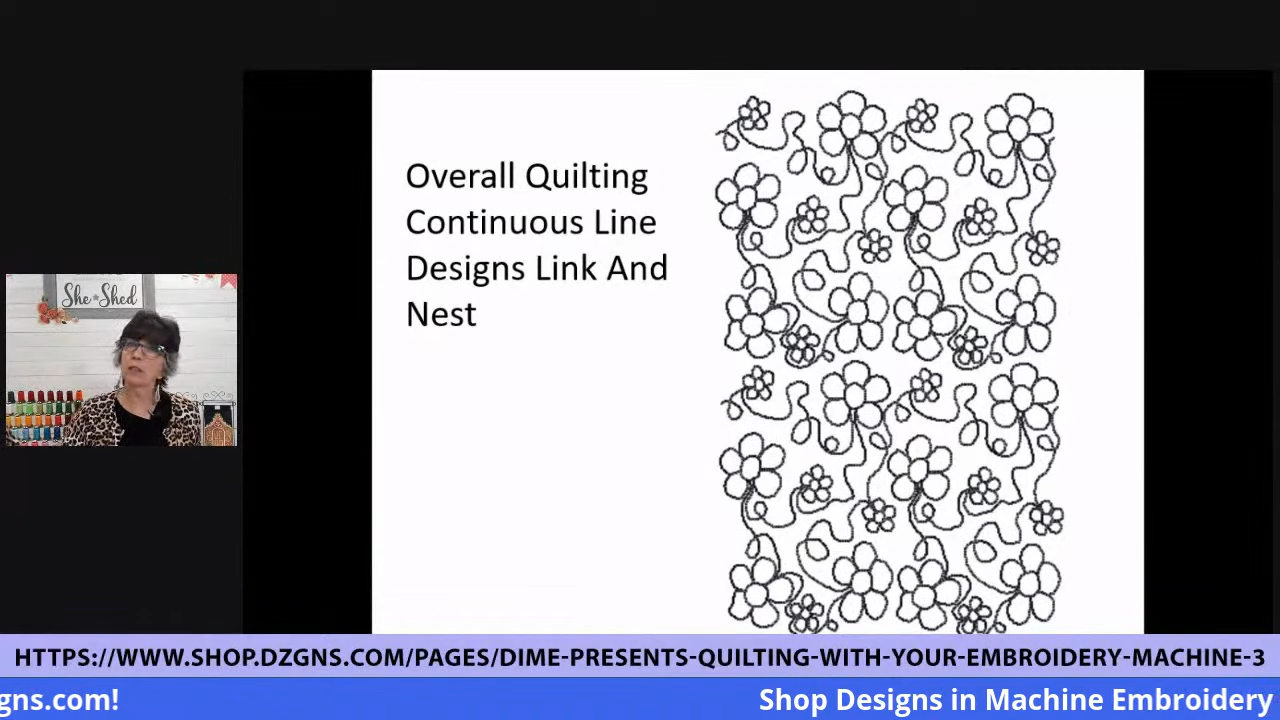 Overall Quilting
Continuous Line
Designs Link And
Nest
She Shed
HTTPS://WWW.SHOP.DZGNS.COM/PAGES/DIME-PRESENTS-QUILTING-WITH-YOUR-EMBROIDERY-MACHINE-3
gns.com!
Shop Designs in Machine Embroidery